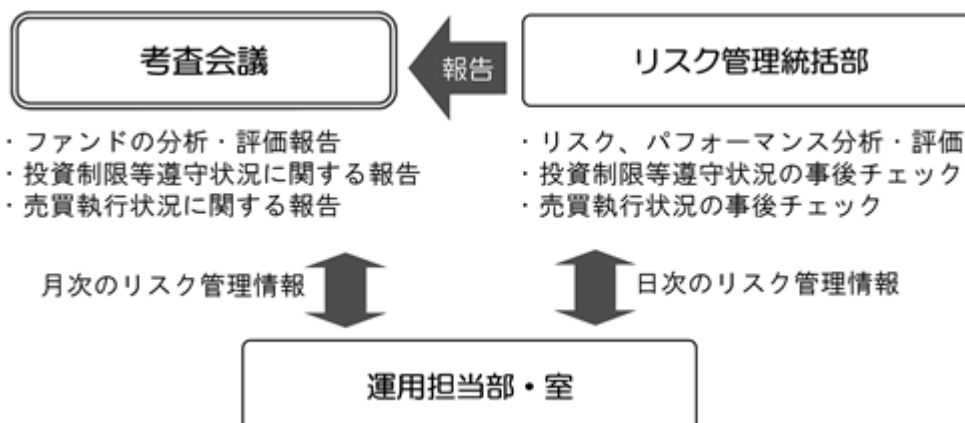 考査会議
報告
リスク管理統括部
・ファンドの分析・評価報告
・投資制限等遵守状況に関する報告
・売買執行状況に関する報告
・リスク、パフォーマンス分析・評価
・投資制限等遵守状況の事後チェック
・売買執行状況の事後チェック
月次のリスク管理情報
日次のリスク管理情報
運用担当部・室